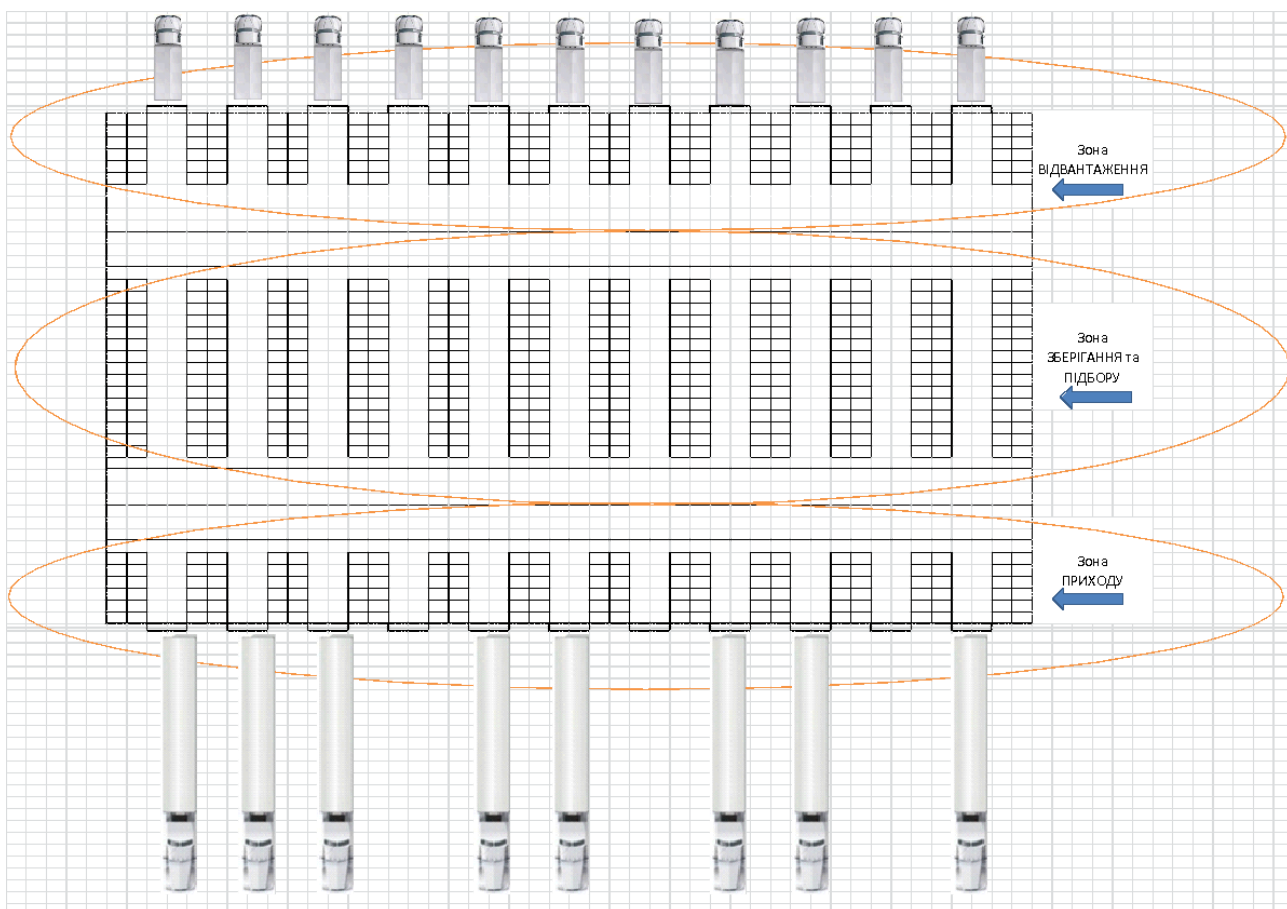 Зона
ВІДВАНТАЖЕННЯ
Зона
ЗБЕРІГАННЯ та
ПІДБОРУ
Зона
ПРИХОДУ